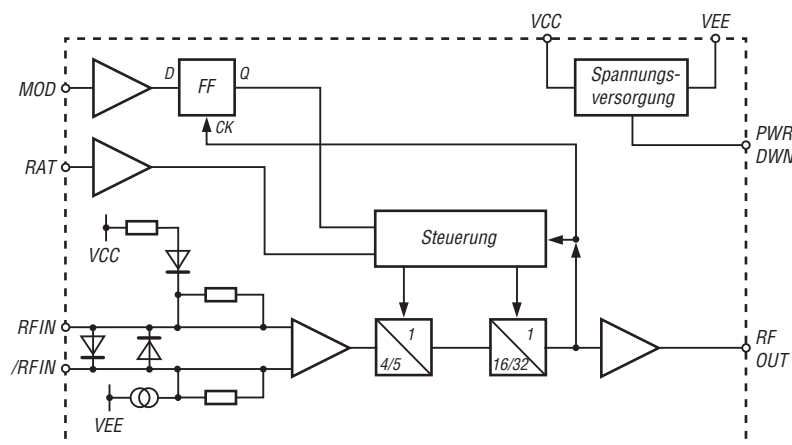 VCC
VEE
MOD
D
FF
Q
CK
Spannungs-
versorgung
PWR
DWN
RAT
VCC
Steuerung
RFIN
/RFIN
VEE
1
4/5
1
16/32
RF
OUT